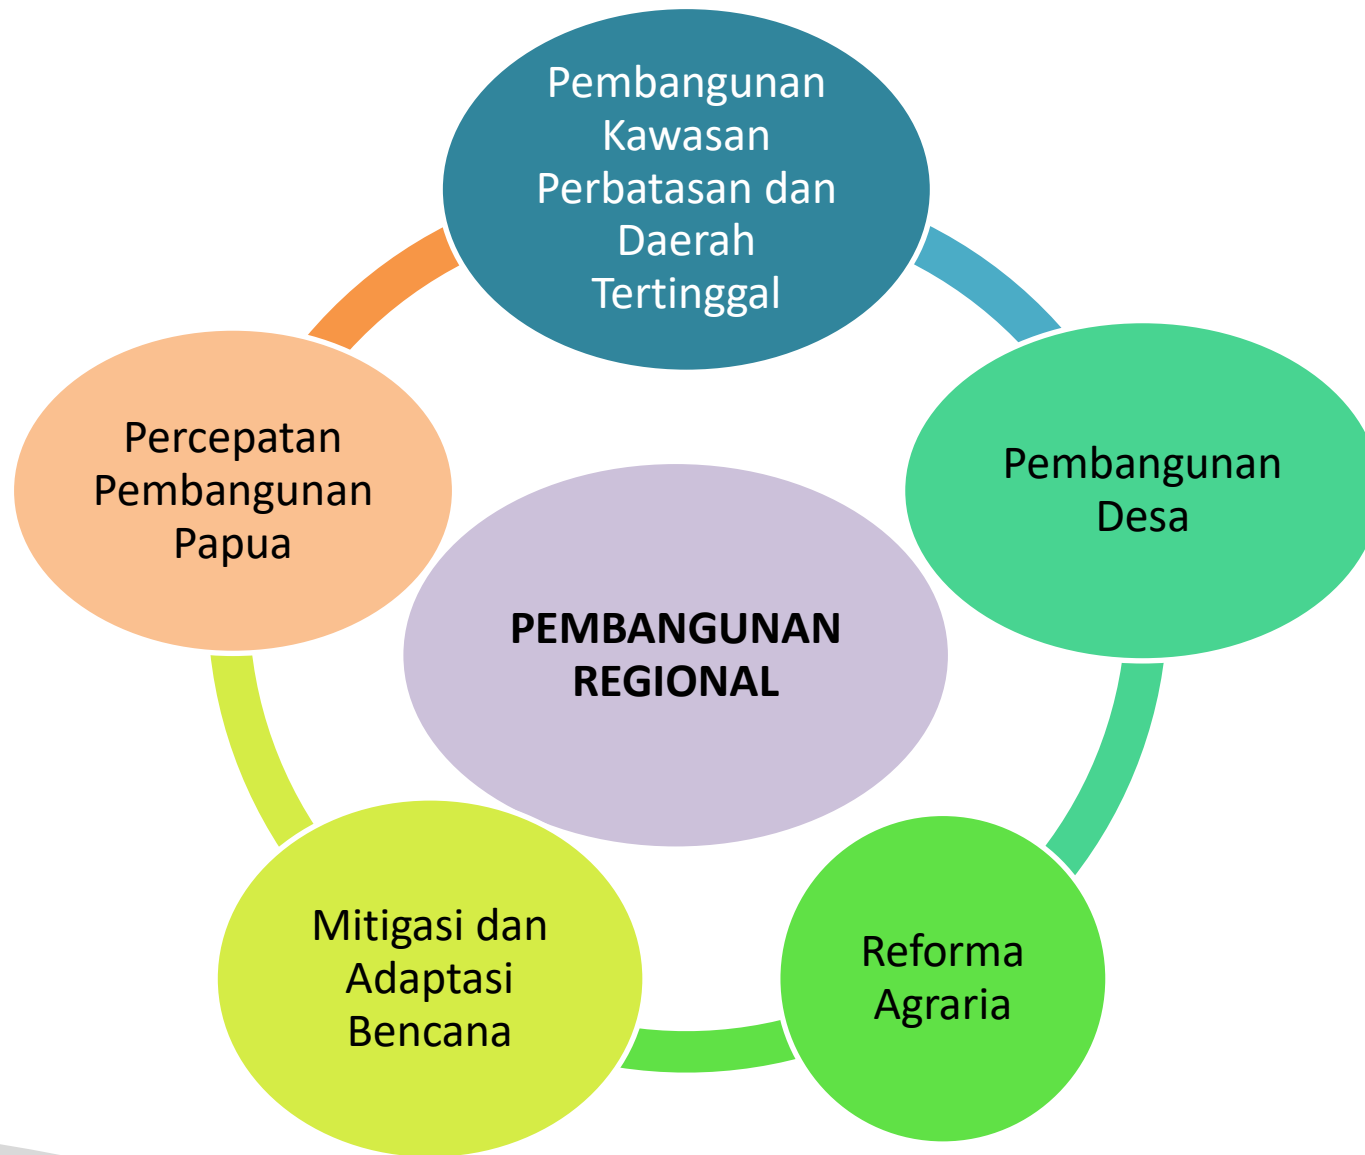 Pembangunan
Kawasan
Perbatasan dan
Daerah
Tertinggal
Percepatan
Pembangunan
Papua
Pembangunan
Desa
PEMBANGUNAN
REGIONAL
Mitigasi dan
Adaptasi
Bencana
Reforma
Agraria